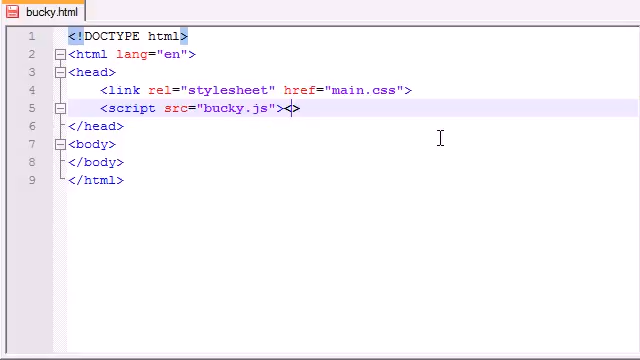 bucky.html
1 <!DOCTYPE html>
2 <html lang="en">
3 <head>
4 <link rel="stylesheet" href="main.css">
5 <script src="bucky.js"><>
6 </head>
7 <body>
8 </body>
9 </html>